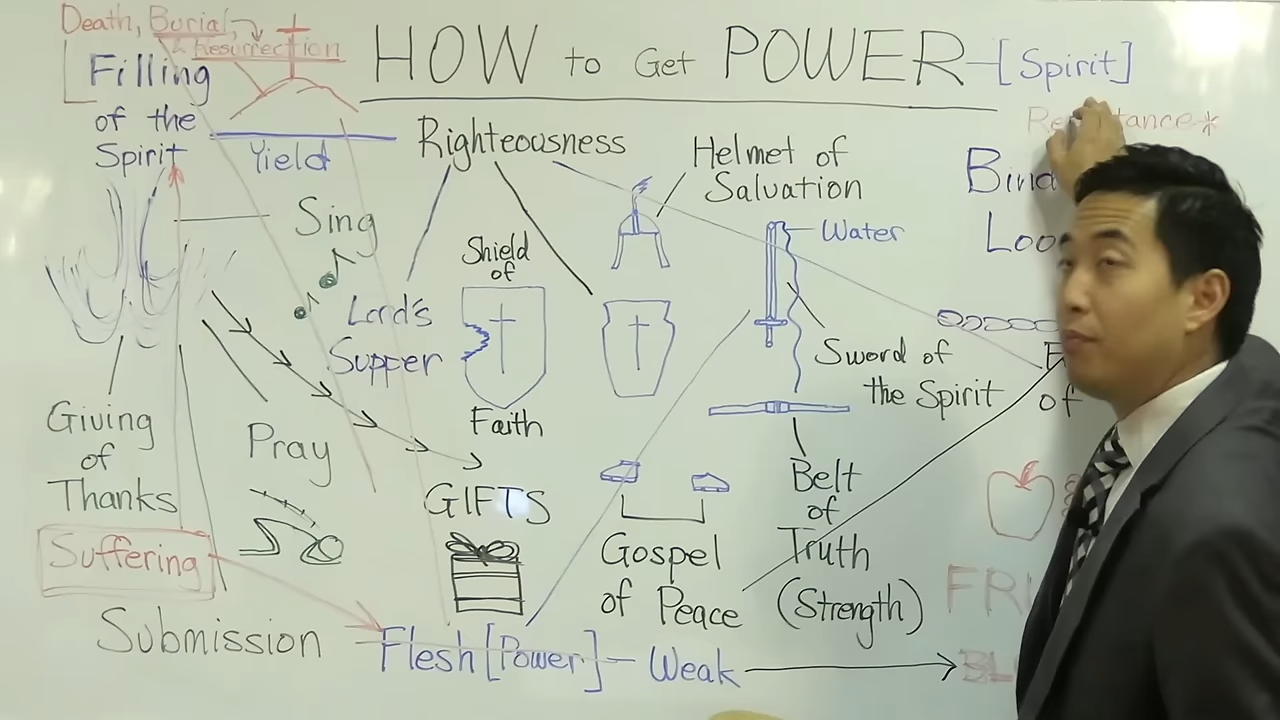 Death, Burial,
& Resurrection
HOW to Get POWER-[Spirit]
Filling
of the
Spirit
Yield
Righteousness
Helmet of
Salvation
Sing
Water
Shield
of
Faith
Lord's
Supper
Sword of
the Spirit
of
Giving
of
Thanks
Pray
GIFTS
Belt
of
Truth
(Strength)
Gospel
of Peace
Suffering
Submission
Flesh [Power] - Weak